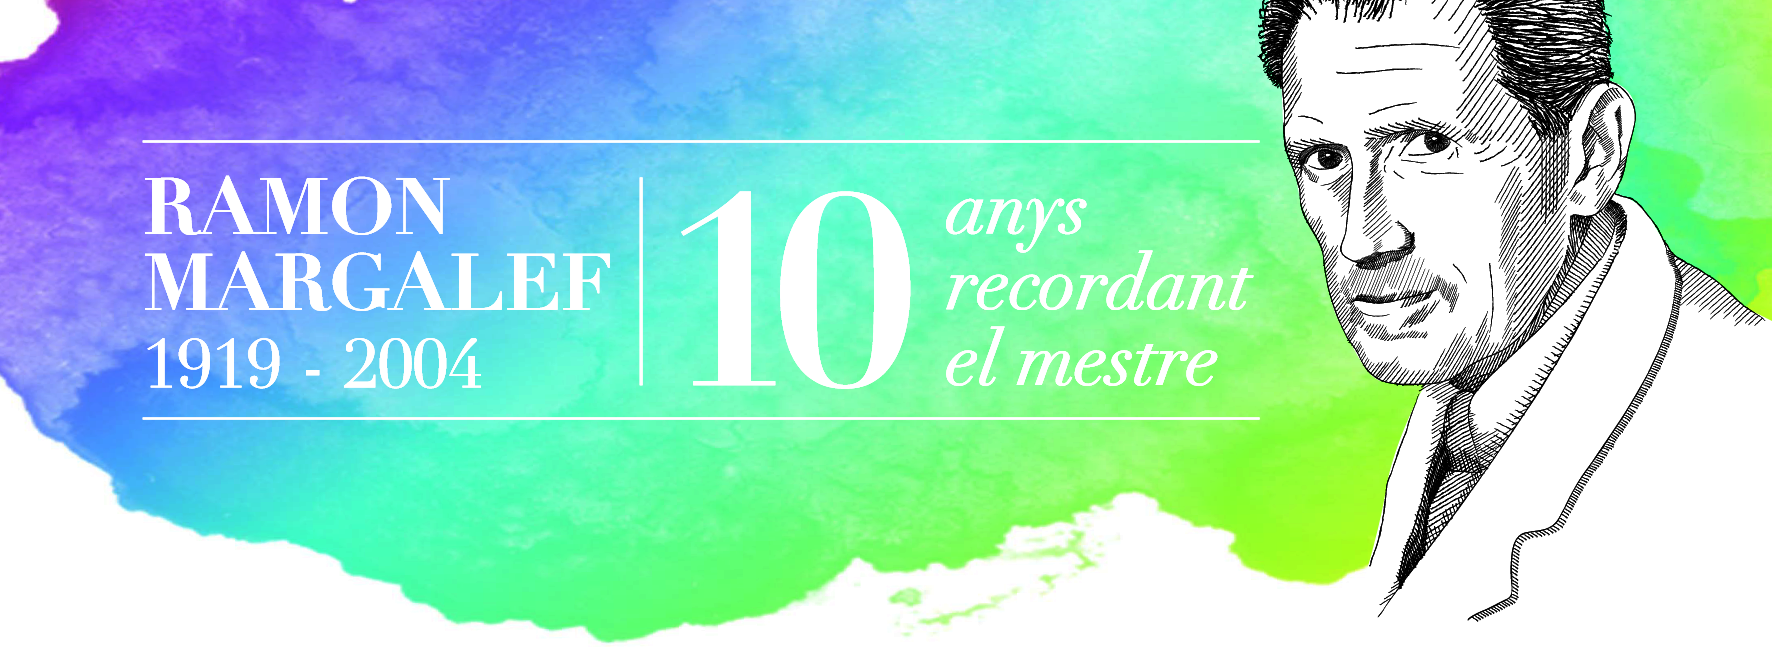 RAMON
MARGALEF
1919 - 2004
10
anys
recordant
el mestre